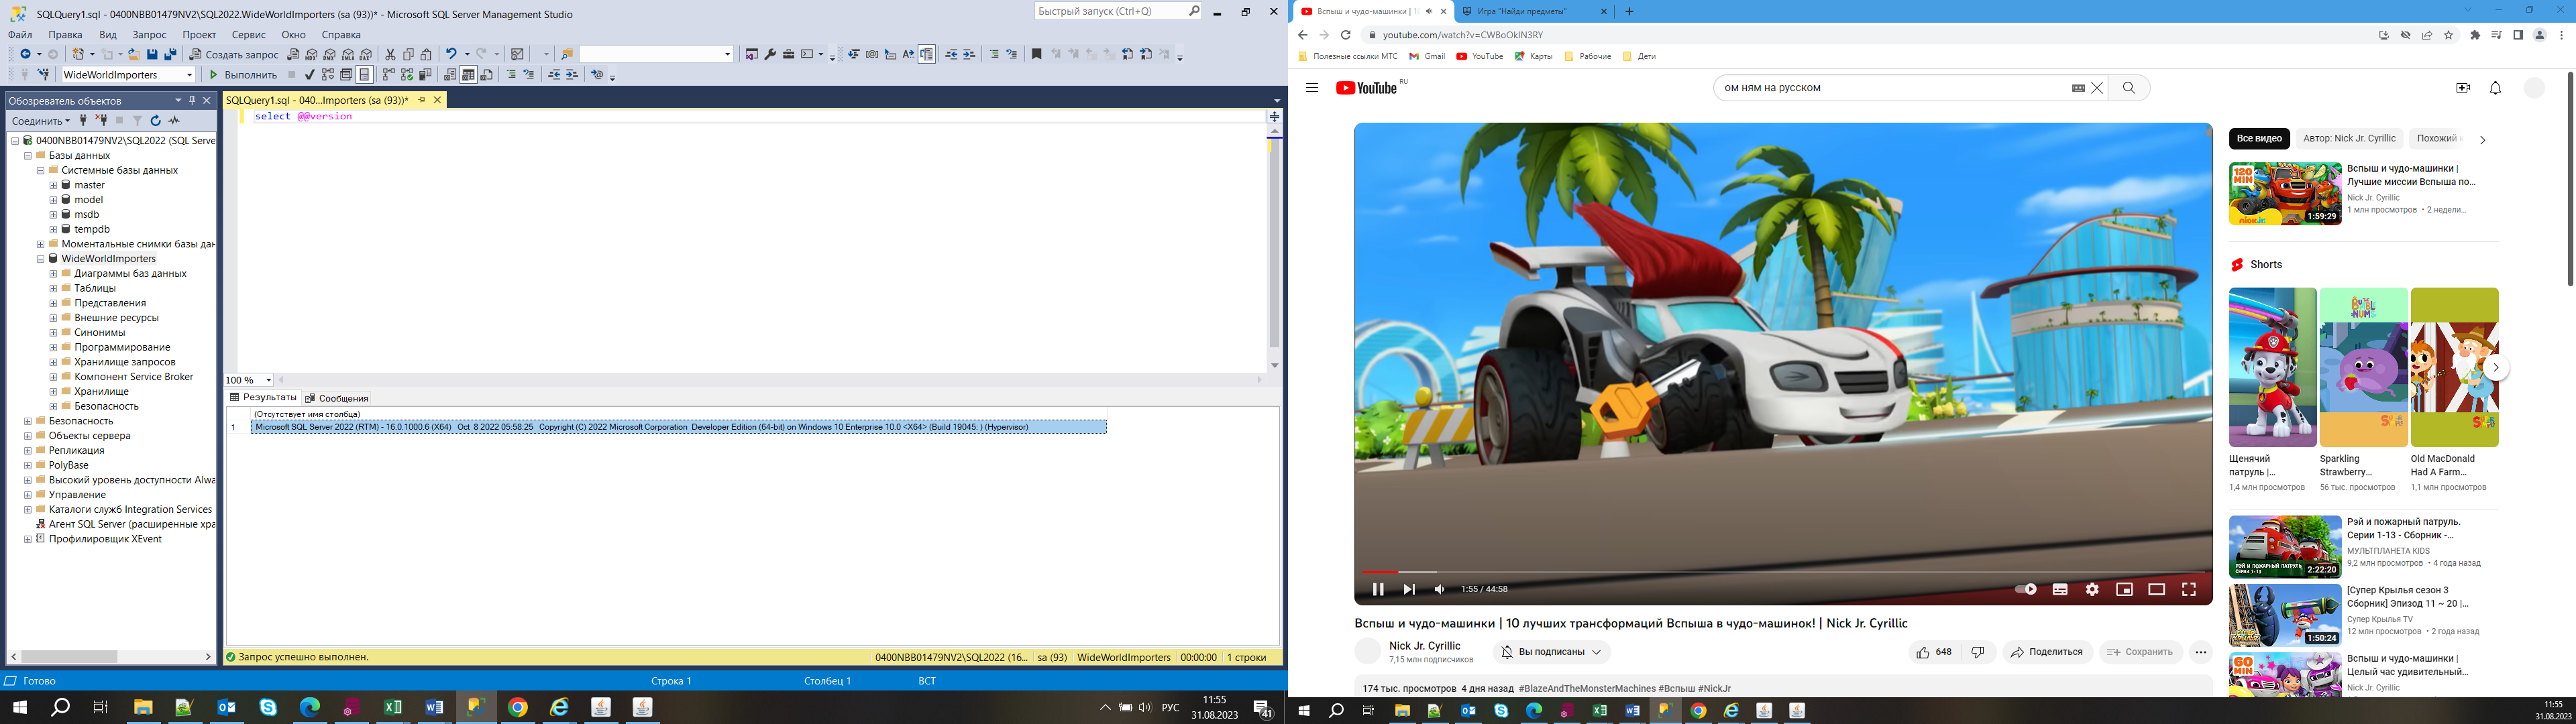 SQLQuery1.sql - 0400NBB01479NV2\SQL2022.WideWorldImporters (sa (93))* - Microsoft SQL Server Management Studio
Быстрый запуск (Ctrl+Q)
Файл Правка Вид Запрос Проект Сервис Окно Справка
Создать запрос
WideWorldImporters
Выполнить
Обозреватель объектов
Соединить
0400NBB01479NV2\SQL2022 (SQL Serve
Базы данных
Системные базы данных
master
model
msdb
tempdb
Моментальные снимки базы дан
WideWorldImporters
Диаграммы баз данных
Таблицы
Представления
Внешние ресурсы
Синонимы
Программирование
Хранилище запросов
Компонент Service Broker
Хранилище
Безопасность
Безопасность
Объекты сервера
Репликация
PolyBase
Высокий уровень доступности Alwa
Управление
Каталоги служб Integration Services
Агент SQL Server (расширенные хра
Профилировщик XEvent
SQLQuery1.sql - 040...Importers (sa (93))*
select @@version
100 %
Результаты Сообщения
(Отсутствует имя столбца)
1 Microsoft SQL Server 2022 (RTM) - 16.0.1000.6 (X64) Oct 8 2022 05:58:25 Copyright (C) 2022 Microsoft Corporation Developer Edition (64-bit) on Windows 10 Enterprise 10.0 <X64> (Build 19045: ) (Hypervisor)
Запрос успешно выполнен.
0400NBB01479NV2\SQL2022 (16... sa (93) WideWorldImporters 00:00:00 1 строки
Готово
Строка 1 Столбец 1 ВСТ
РУС
11:55
31.08.2023
41
Вспыш и чудо-машинки | 10
Игра "Найди предметы"
youtube.com/watch?v=CWBoOkIN3RY
Полезные ссылки МТС Gmail YouTube Карты Рабочие Дети
YouTube RU
ом ням на русском
1:55 / 44:58
Вспыш и чудо-машинки | 10 лучших трансформаций Вспыша в чудо-машинок! | Nick Jr. Cyrillic
Nick Jr. Cyrillic
7,15 млн подписчиков
Вы подписаны
648
Поделиться
Сохранить
174 тыс. просмотров 4 дня назад #BlazeAndTheMonsterMachines #Вспыш #NickJr
Все видео
Автор: Nick Jr. Cyrillic
Похожий к
120 MIN
nick jr.
1:59:29
Вспыш и чудо-машинки |
Лучшие миссии Вспыша по...
Nick Jr. Cyrillic
1 млн просмотров • 2 недели...
Shorts
Щенячий
патруль |...
1,4 млн просмотров
Sparkling
Strawberry...
56 тыс. просмотров
Old MacDonald
Had A Farm...
1,1 млн просмотров
РЭЙ И ПОЖАРНЫЙ ПАТРУЛЬ
СЕРИИ 1-13
2:22:20
Рэй и пожарный патруль.
Серии 1-13 - Сборник -...
МУЛЬТПЛАНЕТА KIDS
9,2 млн просмотров • 4 года назад
СУПЕР КРЫЛЬЯ
1:50:24
[Супер Крылья сезон 3
Сборник] Эпизод 11 ~ 20 |...
Супер Крылья TV
12 млн просмотров • 2 года назад
60 MIN
Вспыш и чудо-машинки |
Целый час удивительный...
Nick Jr. Cyrillic
11:55
31.08.2023